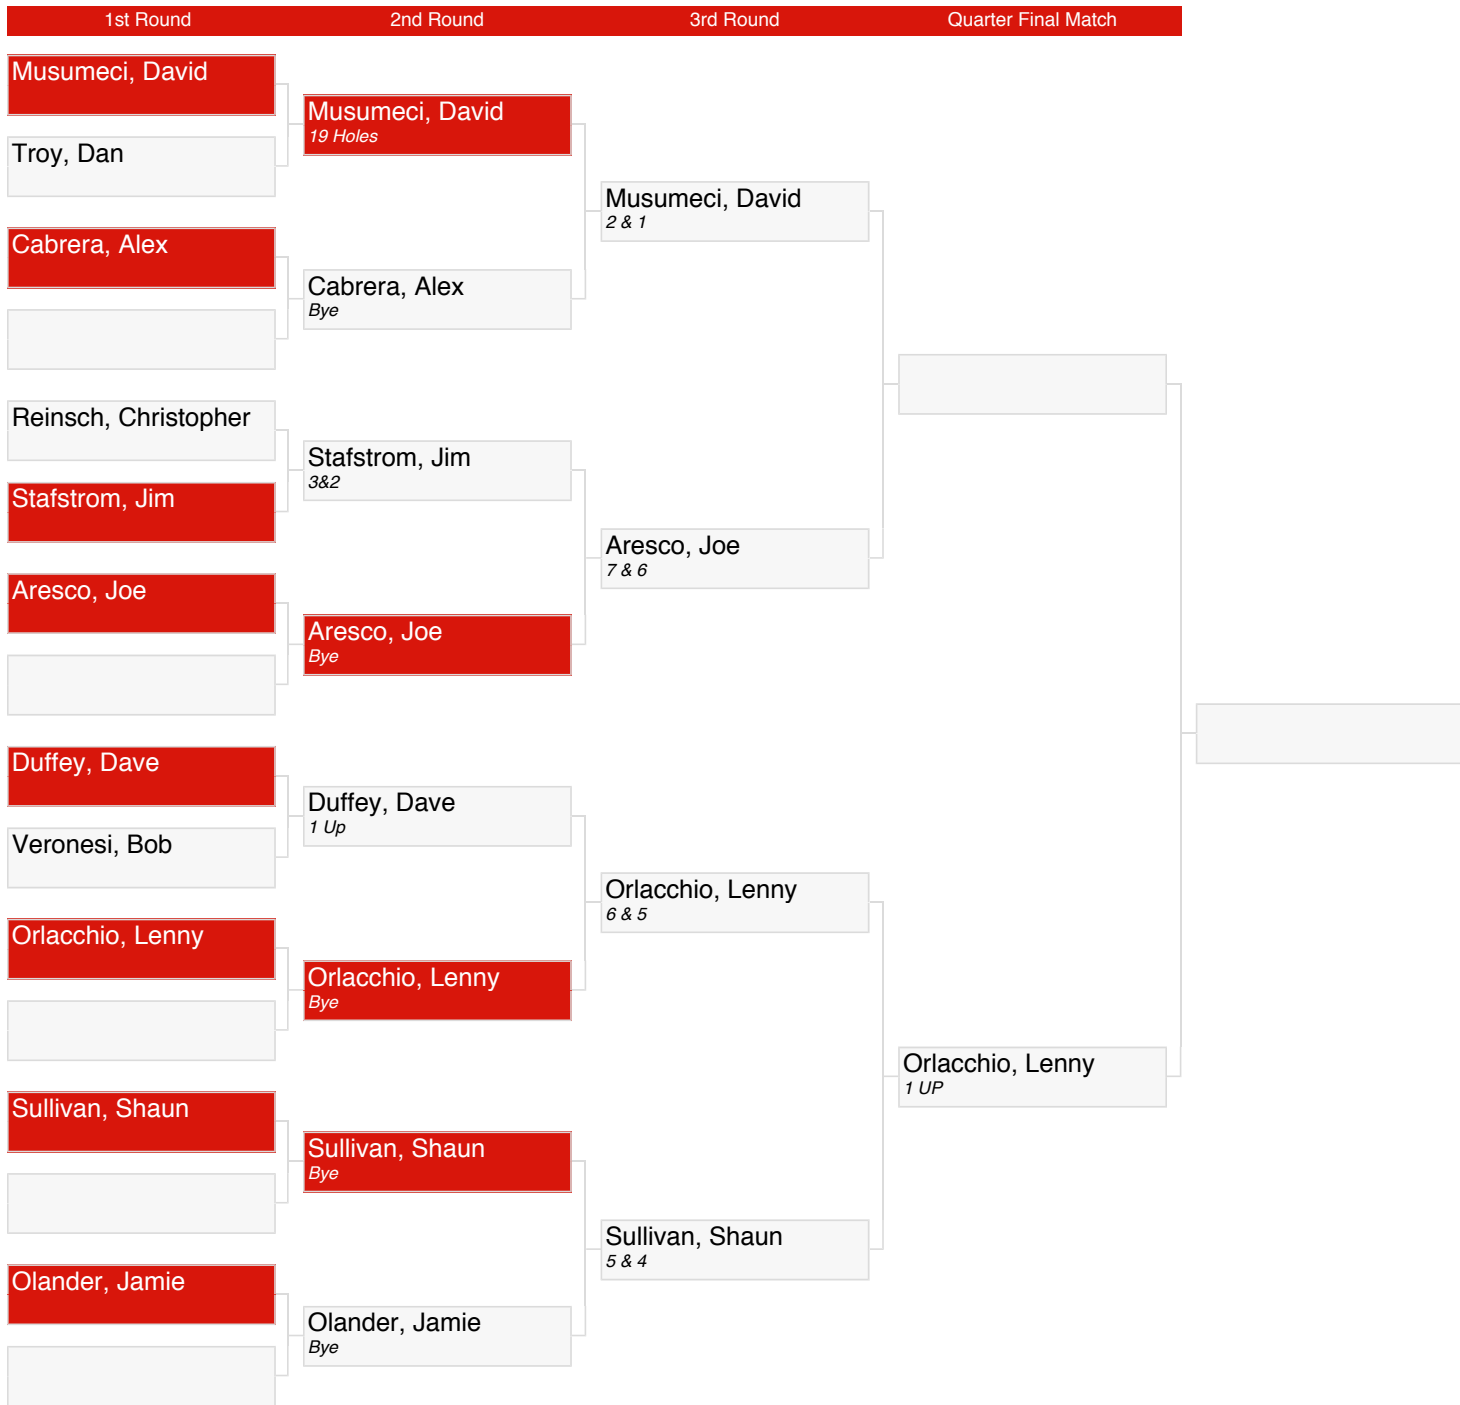 1st Round
2nd Round
3rd Round
Quarter Final Match
Musumeci, David
Troy, Dan
Cabrera, Alex
Reinsch, Christopher
Stafstrom, Jim
Aresco, Joe
Duffey, Dave
Veronesi, Bob
Orlacchio, Lenny
Sullivan, Shaun
Olander, Jamie
Musumeci, David
19 Holes
Cabrera, Alex
Bye
Stafstrom, Jim
3&2
Aresco, Joe
Bye
Duffey, Dave
1 Up
Orlacchio, Lenny
Bye
Sullivan, Shaun
Bye
Olander, Jamie
Bye
Musumeci, David
2 & 1
Aresco, Joe
7 & 6
Orlacchio, Lenny
6 & 5
Sullivan, Shaun
5 & 4
Orlacchio, Lenny
1 UP